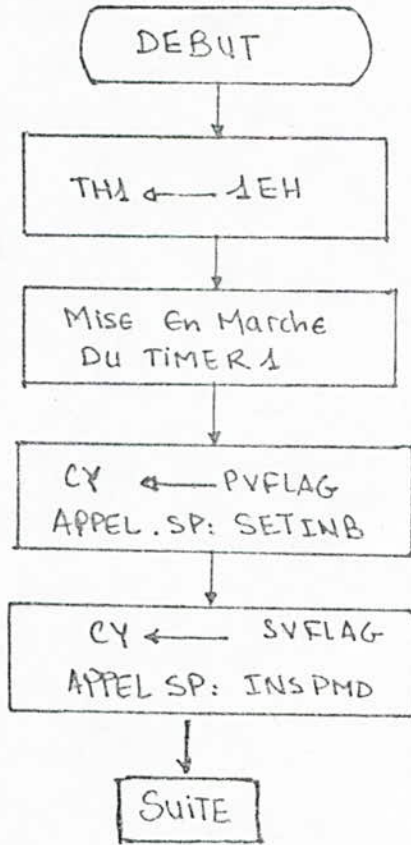 DEBUT
TH1 ← 1EH
Mise En Marche
Du TiMER 1
CY ← PVFLAG
APPEL . SP: SETINB
CY ← SVFLAG
APPEL SP: INSPMD
SUiTE